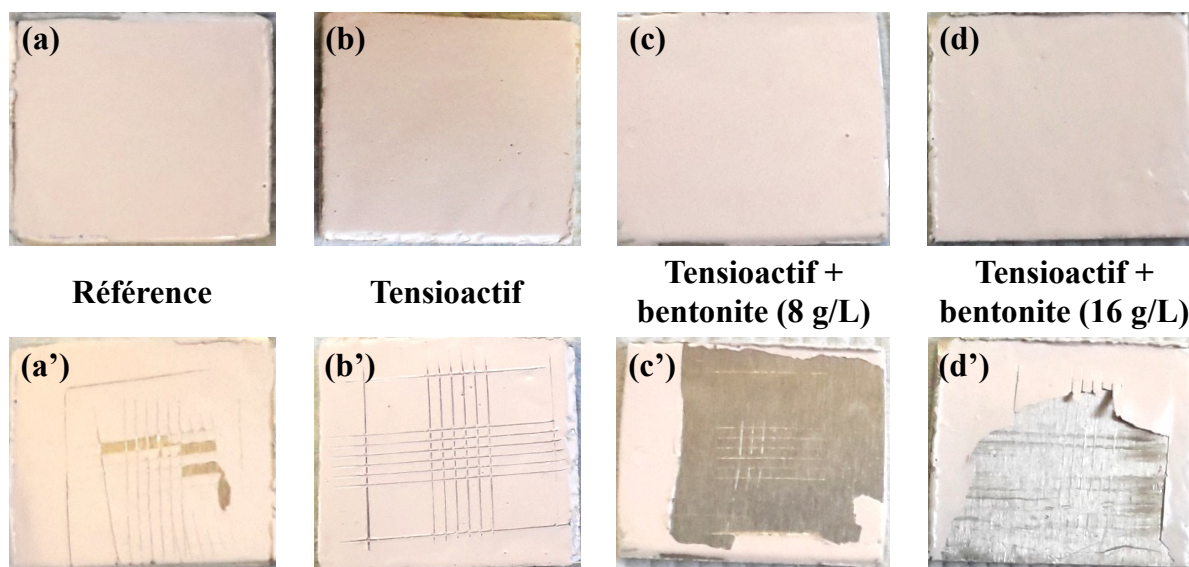 (a) (b) (c) (d)
Référence
Tensioactif
Tensioactif +
bentonite (8 g/L)
Tensioactif +
bentonite (16 g/L)
(a’) (b’) (c’) (d’)